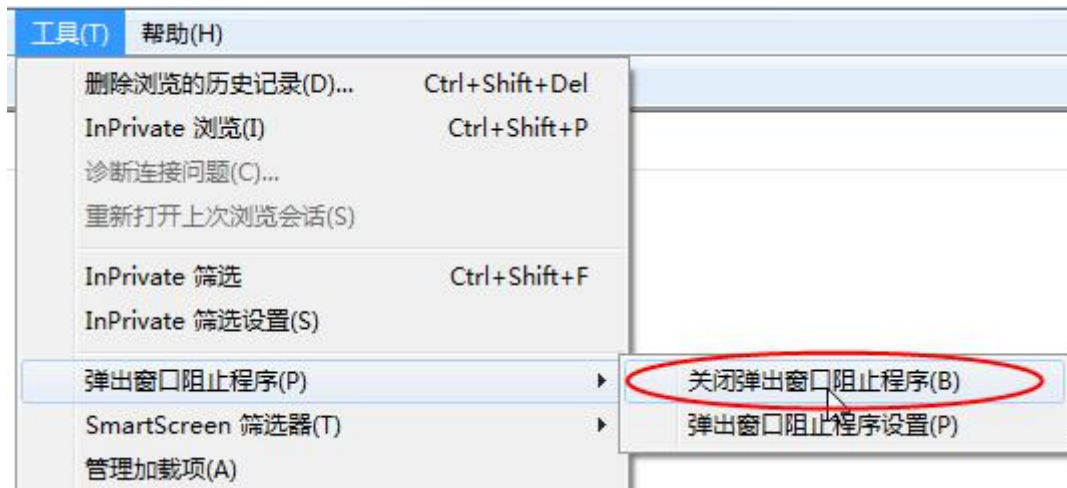 工具(T) 帮助(H)
删除浏览的历史记录(D)... Ctrl+Shift+Del
InPrivate 浏览(I) Ctrl+Shift+P
诊断连接问题(C)...
重新打开上次浏览会话(S)
InPrivate 筛选 Ctrl+Shift+F
InPrivate 筛选设置(S)
弹出窗口阻止程序(P) 关闭弹出窗口阻止程序(B)
SmartScreen 筛选器(T) 弹出窗口阻止程序设置(P)
管理加载项(A)